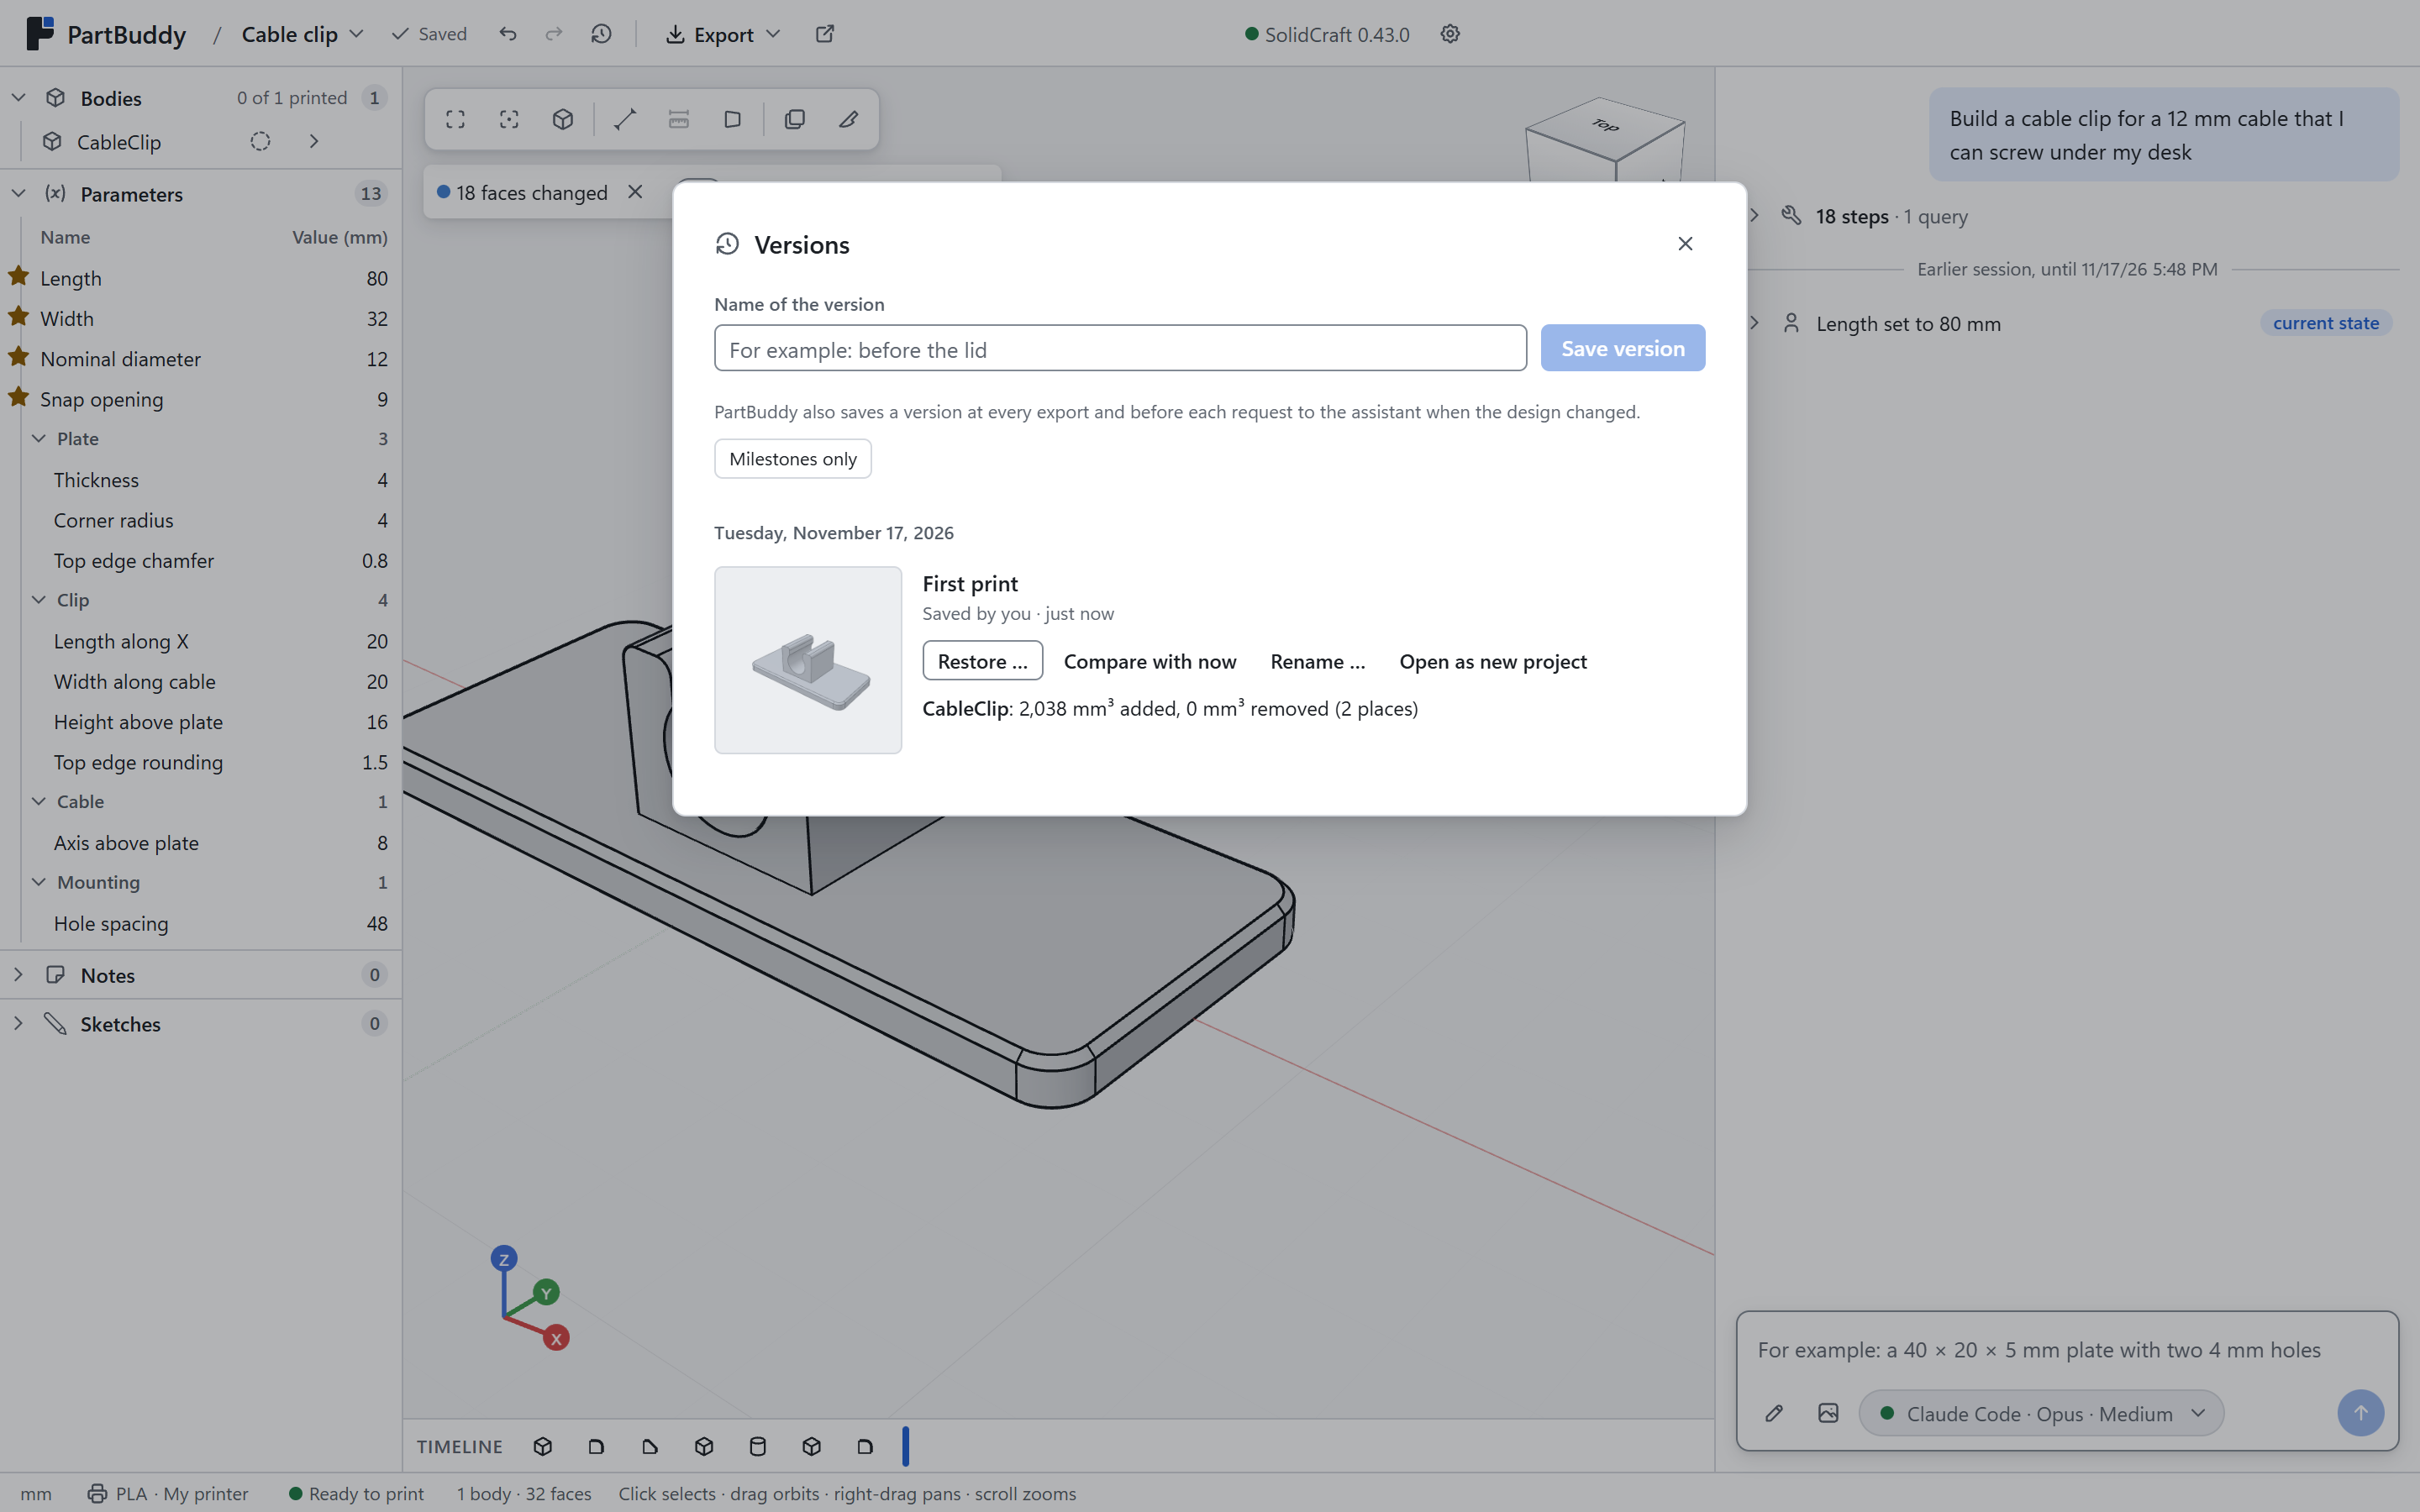 PartBuddy / Cable clip Saved Export SolidCraft 0.43.0
Bodies 0 of 1 printed 1
CableClip
Parameters 13
Name Value (mm)
Length 80
Width 32
Nominal diameter 12
Snap opening 9
Plate 3
Thickness 4
Corner radius 4
Top edge chamfer 0.8
Clip 4
Length along X 20
Width along cable 20
Height above plate 16
Top edge rounding 1.5
Cable 1
Axis above plate 8
Mounting 1
Hole spacing 48
Notes 0
Sketches 0
18 faces changed
Top
Versions
Name of the version
For example: before the lid
Save version
PartBuddy also saves a version at every export and before each request to the assistant when the design changed.
Milestones only
Tuesday, November 17, 2026
First print
Saved by you · just now
Restore ... Compare with now Rename ... Open as new project
CableClip: 2,038 mm³ added, 0 mm³ removed (2 places)
Z
Y
X
TIMELINE
Build a cable clip for a 12 mm cable that I
can screw under my desk
18 steps · 1 query
Earlier session, until 11/17/26 5:48 PM
Length set to 80 mm current state
For example: a 40 × 20 × 5 mm plate with two 4 mm holes
Claude Code · Opus · Medium
mm PLA · My printer Ready to print 1 body · 32 faces Click selects · drag orbits · right-drag pans · scroll zooms